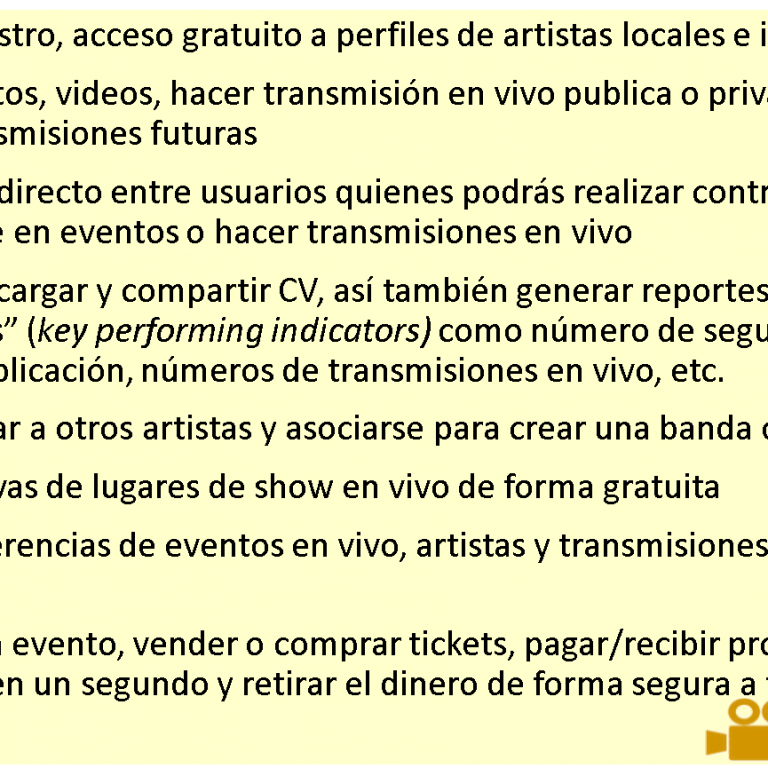 stro, acceso gratuito a perfiles de artistas locales e i
tos, videos, hacer transmisión en vivo publica o priv
smisiones futuras
directo entre usuarios quienes podrás realizar contr
e en eventos o hacer transmisiones en vivo
cargar y compartir CV, así también generar reportes
s” (key performing indicators) como número de segu
plicación, números de transmisiones en vivo, etc.
ar a otros artistas y asociarse para crear una banda o
vas de lugares de show en vivo de forma gratuita
erencias de eventos en vivo, artistas y transmisiones
n evento, vender o comprar tickets, pagar/recibir pro
en un segundo y retirar el dinero de forma segura a t